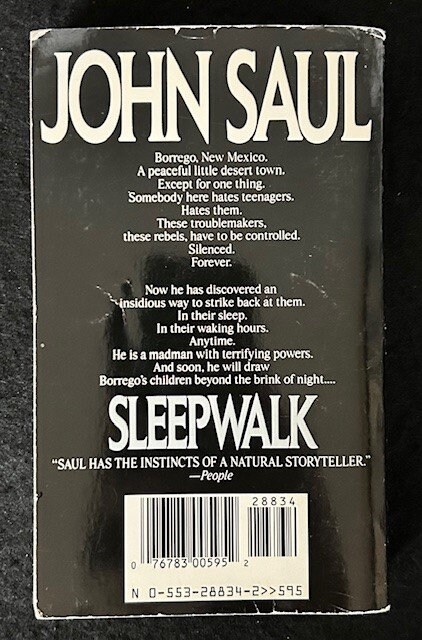 JOHN SAUL
Borrego, New Mexico.
A peaceful little desert town.
Except for one thing.
Somebody here hates teenagers.
Hates them.
These troublemakers,
these rebels, have to be controlled.
Silenced.
Forever.
Now he has discovered an
insidious way to strike back at them.
In their sleep.
In their waking hours.
Anytime.
He is a madman with terrifying powers.
And soon, he will draw
Borrego's children beyond the brink of night....
SLEEPWALK
"SAUL HAS THE INSTINCTS OF A NATURAL STORYTELLER."
—People
28834
0 76783 00595 2
N 0-553-28834-2>>595